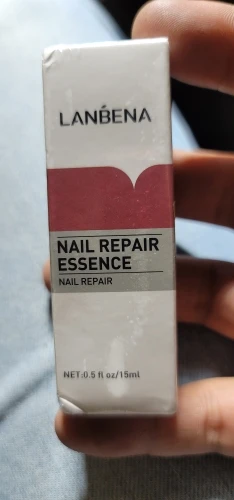 LANBENA
NAIL REPAIR
ESSENCE
NAIL REPAIR
NET:0.5 fl oz/15ml